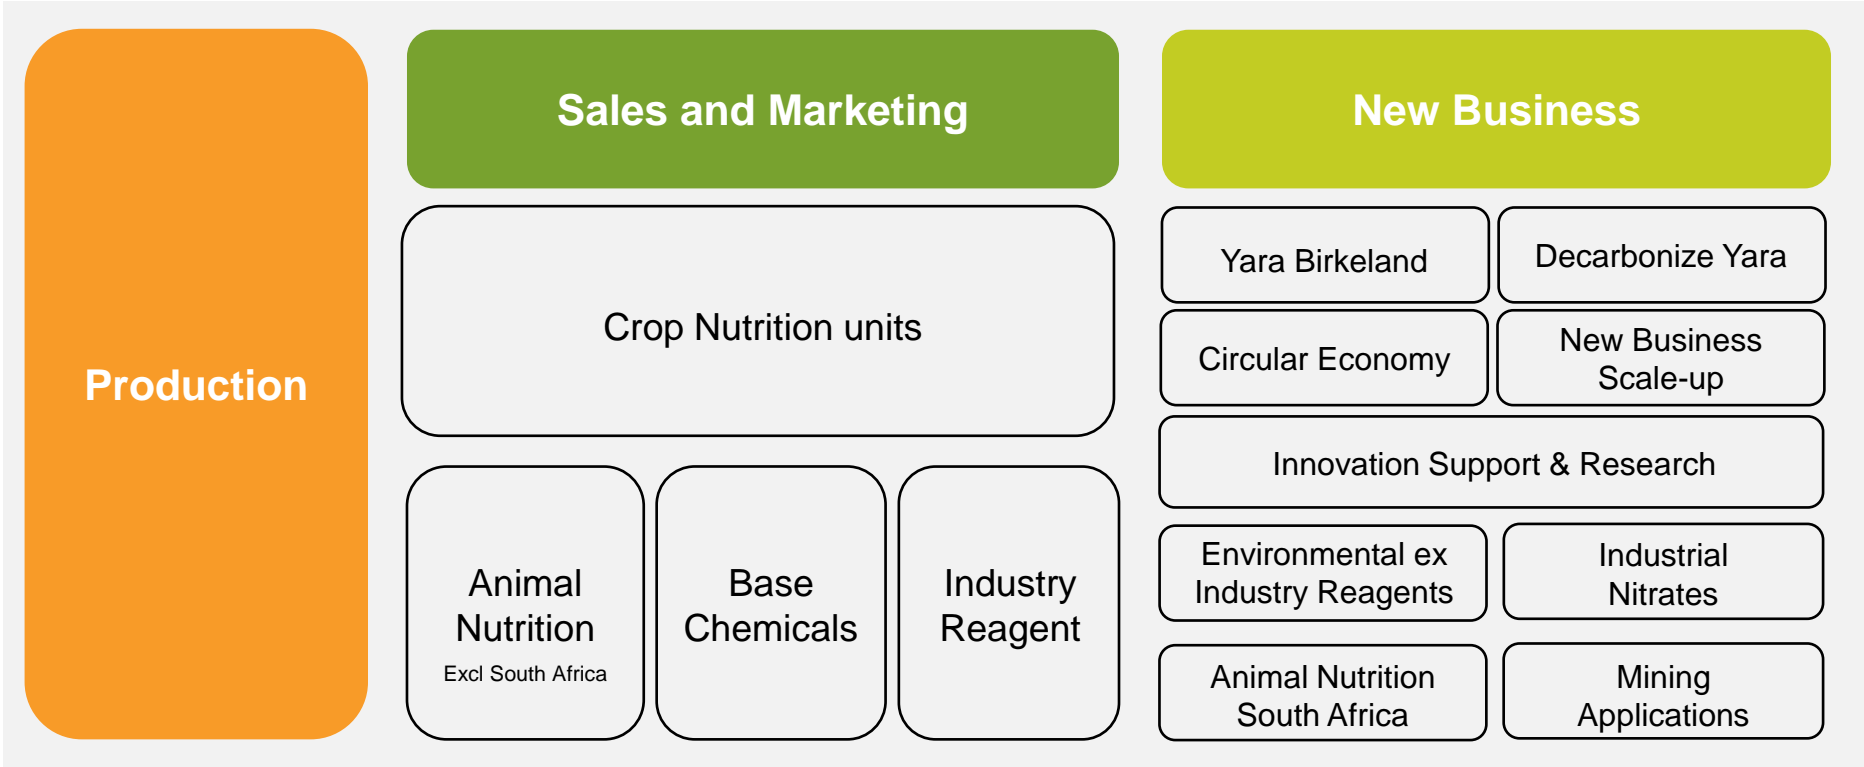 Production
Sales and Marketing
Crop Nutrition units
Animal
Nutrition
Excl South Africa
Base
Chemicals
Industry
Reagent
New Business
Yara Birkeland
Decarbonize Yara
Circular Economy
New Business
Scale-up
Innovation Support & Research
Environmental ex
Industry Reagents
Industrial
Nitrates
Animal Nutrition
South Africa
Mining
Applications